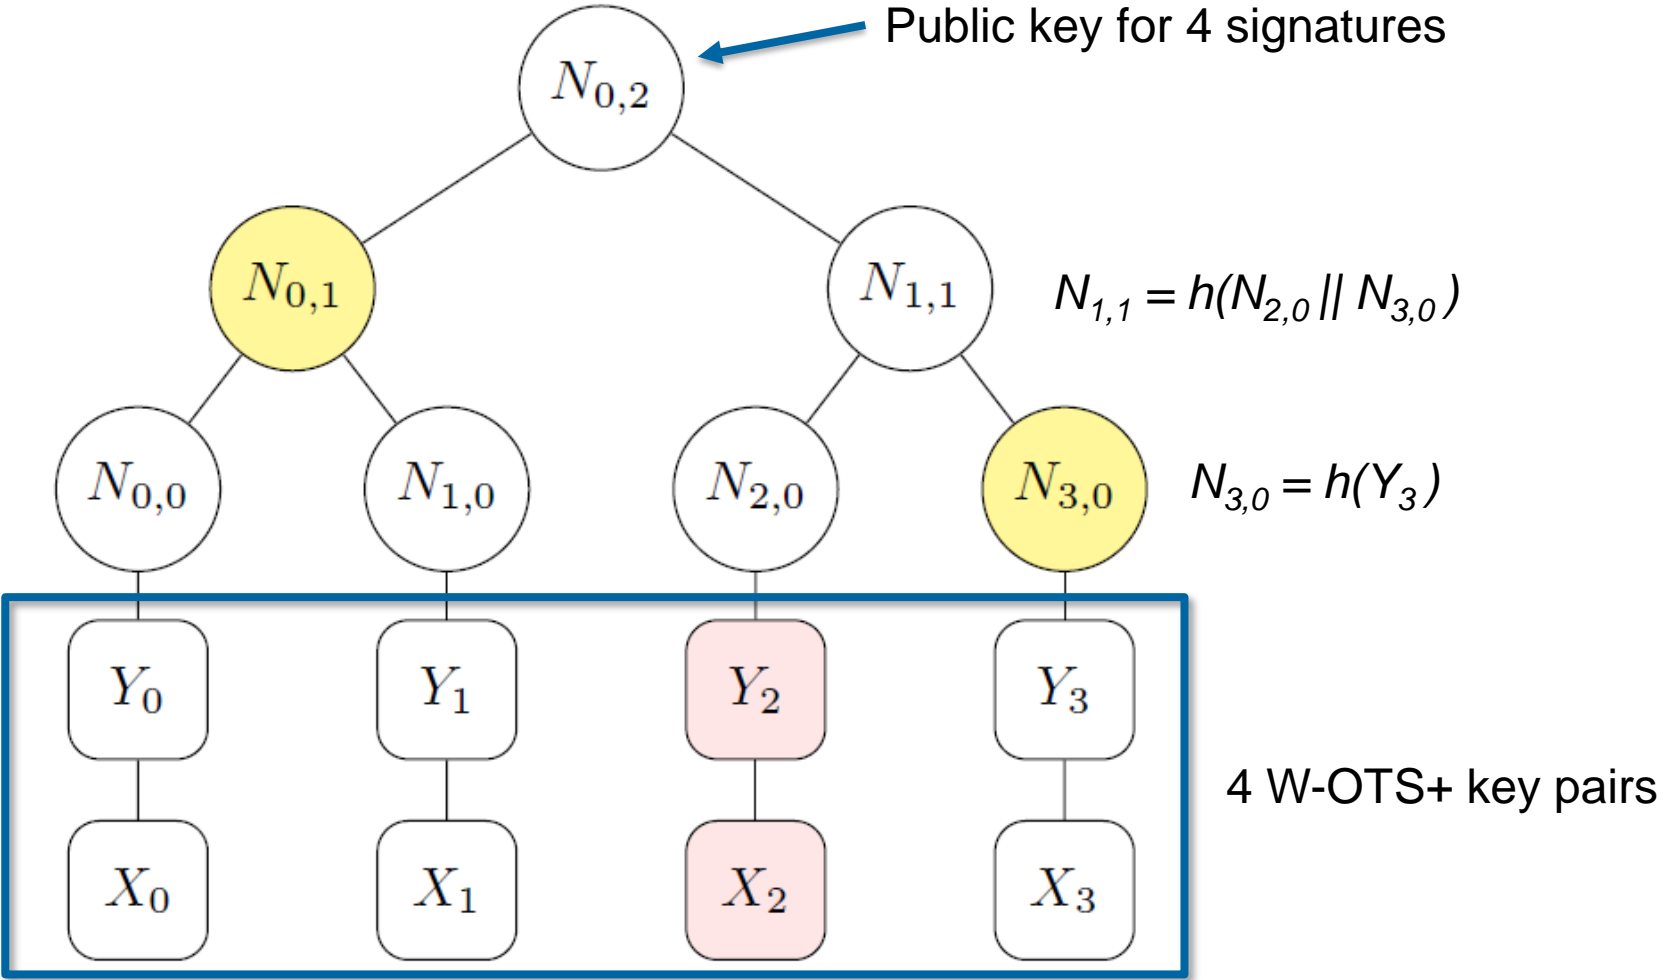 Public key for 4 signatures
N0,2
N0,1
N1,1
N1,1 = h(N2,0 || N3,0 )
N0,0
N1,0
N2,0
N3,0
N3,0 = h(Y3 )
Y0
Y1
Y2
Y3
4 W-OTS+ key pairs
X0
X1
X2
X3